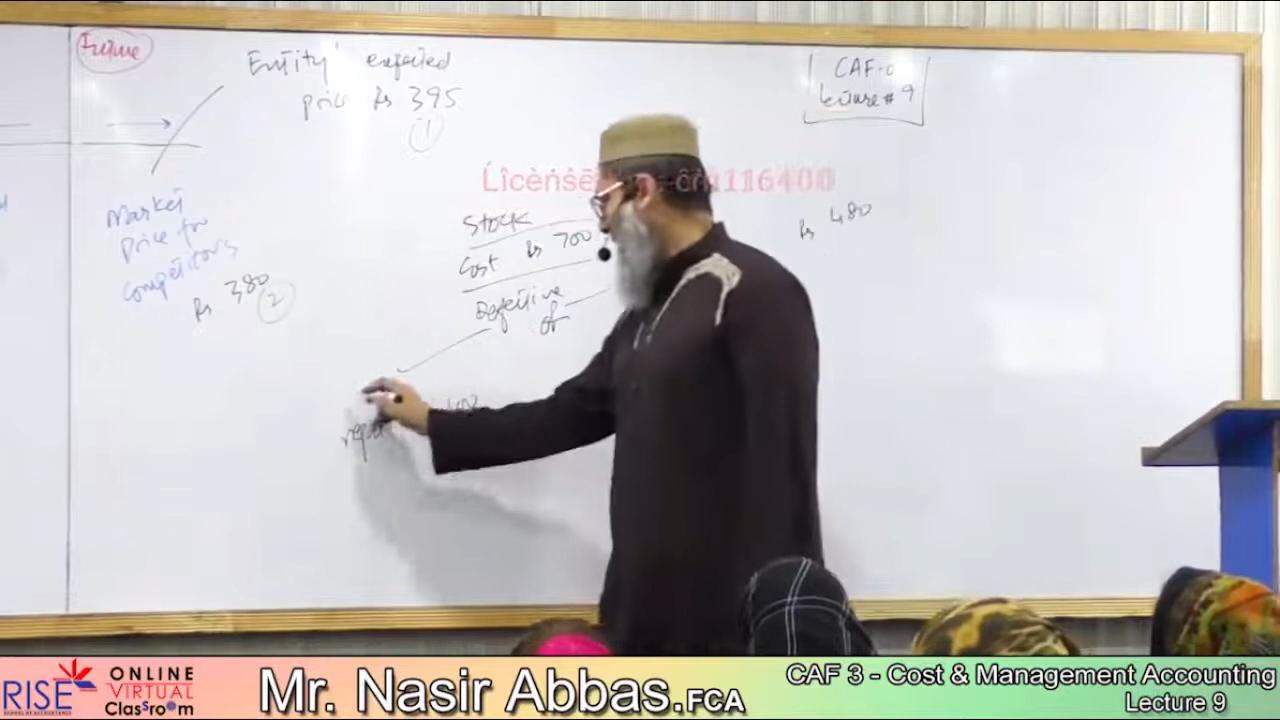 Future
Entity expected
price Rs 395
1
CAF-0
Lecture # 9
Market
price for
competitors
Rs 380
2
Stock
Cost Rs 700
Defective
of
Rs 480
116400
RISE
ONLINE
VIRTUAL
Classroom
Mr. Nasir Abbas.FCA
CAF 3 - Cost & Management Accounting
Lecture 9